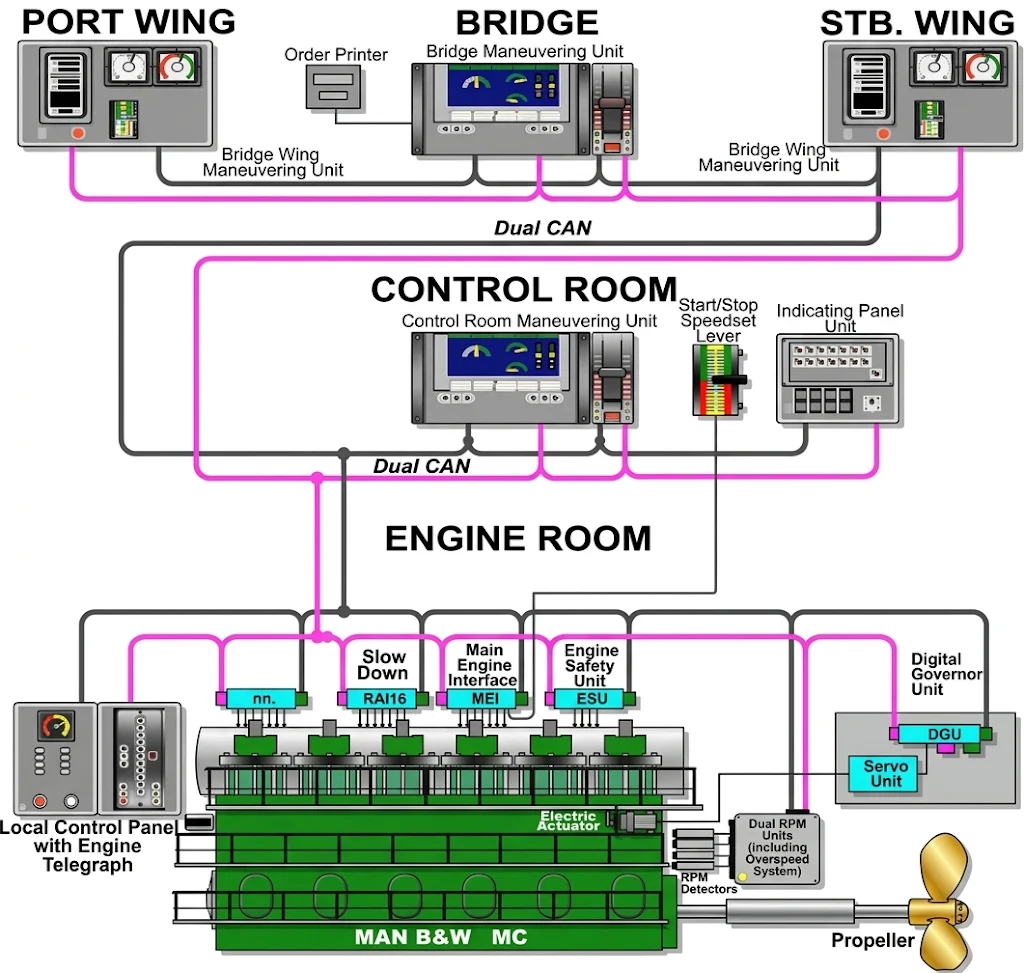 PORT WING
BRIDGE
STB. WING
Order Printer
Bridge Maneuvering Unit
Bridge Wing
Maneuvering Unit
Bridge Wing
Maneuvering Unit
Dual CAN
CONTROL ROOM
Control Room Maneuvering Unit
Start/Stop
Speedset
Lever
Indicating Panel
Unit
Dual CAN
ENGINE ROOM
Slow
Down
Main
Engine
Interface
Engine
Safety
Unit
Digital
Governor
Unit
nn.
RAI16
MEI
ESU
DGU
Servo
Unit
Local Control Pane
with Engine
Telegraph
Electric
Actuator
Dual RPM
Units
(including
Overspeed
System)
RPM
Detectors
MAN B&W MC
Propeller